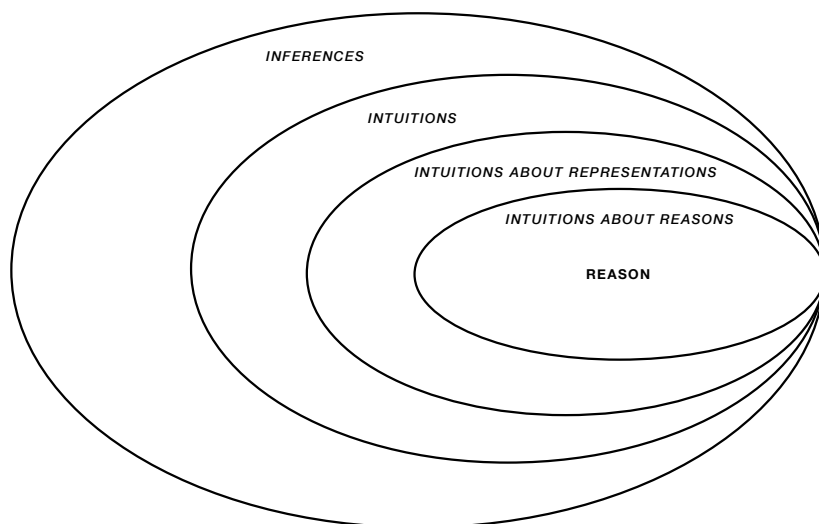 INFERENCES
INTUITIONS
INTUITIONS ABOUT REPRESENTATIONS
INTUITIONS ABOUT REASONS
REASON